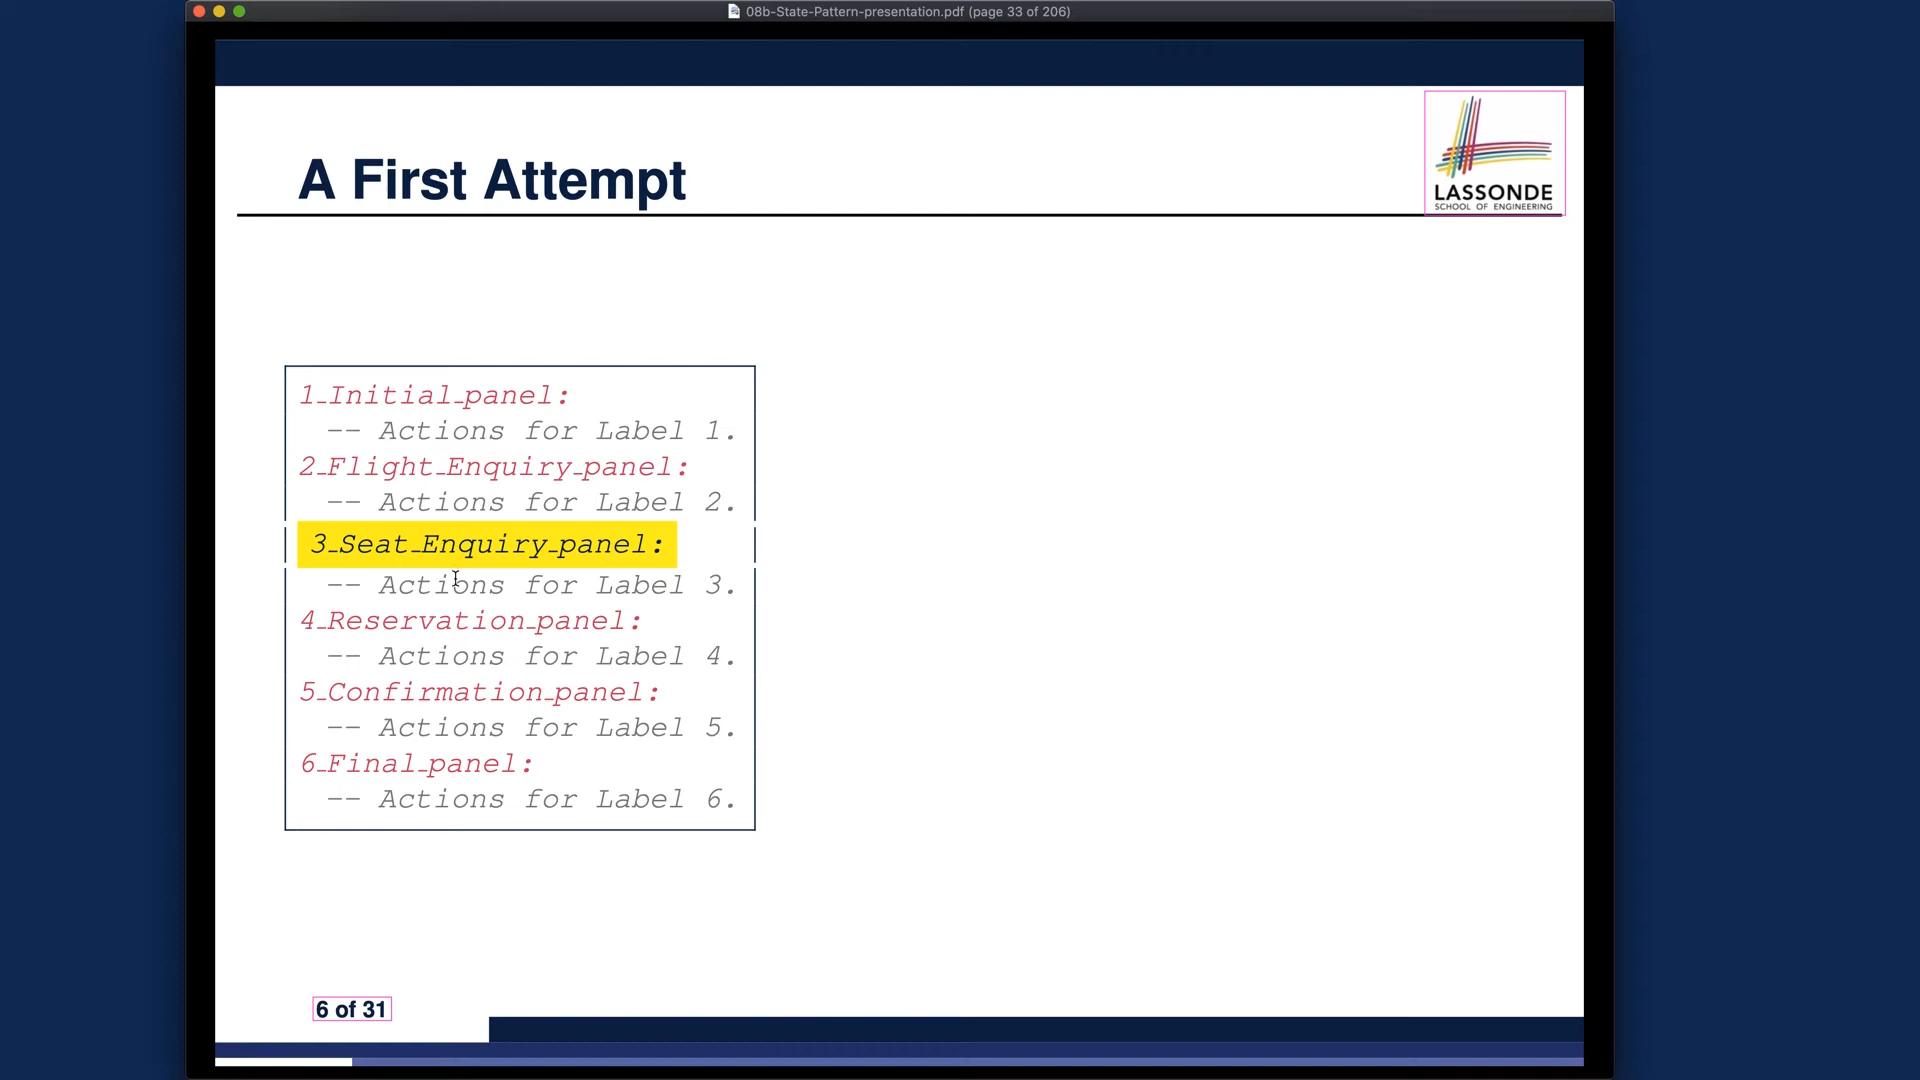 08b-State-Pattern-presentation.pdf (page 33 of 206)
LASSONDE
SCHOOL OF ENGINEERING
A First Attempt
1_Initial_panel:
-- Actions for Label 1.
2_Flight_Enquiry_panel:
-- Actions for Label 2.
3_Seat_Enquiry_panel:
-- Actions for Label 3.
4_Reservation_panel:
-- Actions for Label 4.
5_Confirmation_panel:
-- Actions for Label 5.
6_Final_panel:
-- Actions for Label 6.
6 of 31